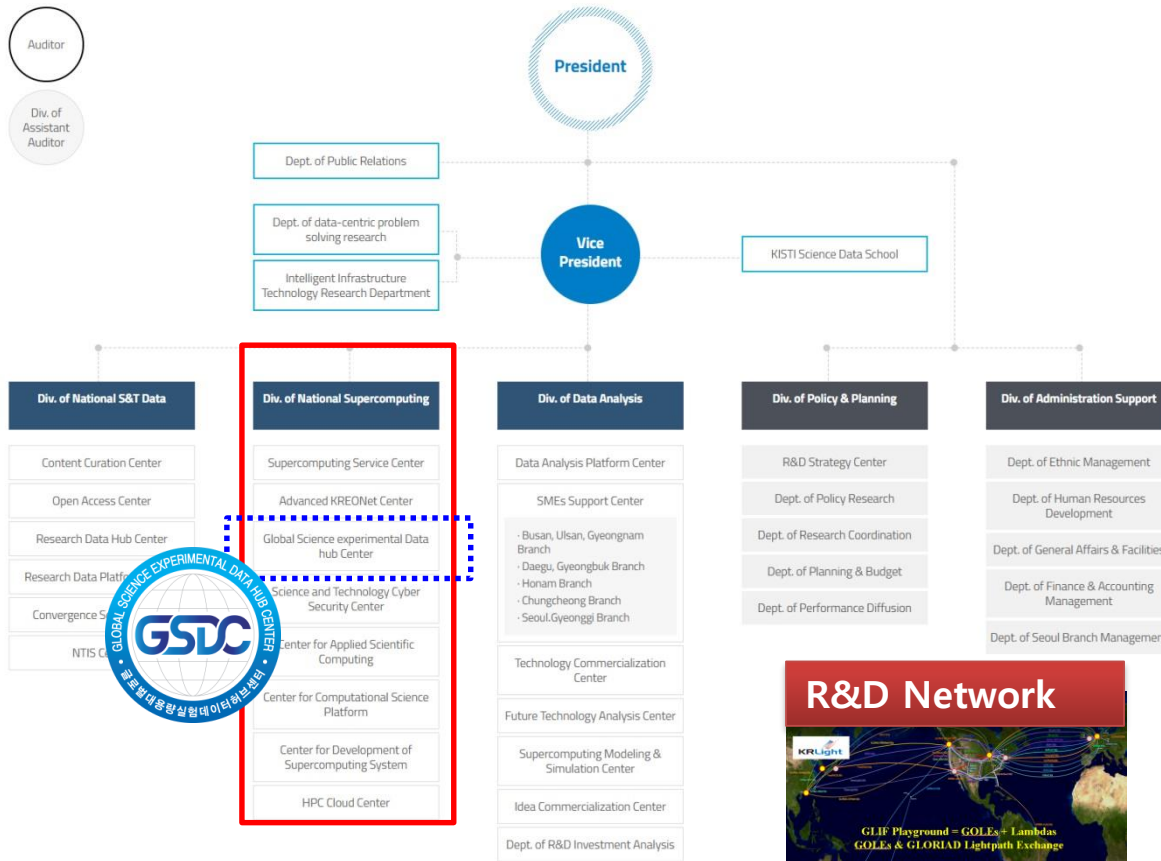 Auditor
Div. of
Assistant
Auditor
President
Dept. of Public Relations
Dept. of data-centric problem
solving research
Intelligent Infrastructure
Technology Research Department
Vice
President
KISTI Science Data School
Div. of National S&T Data
Content Curation Center
Open Access Center
Research Data Hub Center
Research Data
Convergence
NTIS
GLOBAL SCIENCE EXPERIMENTAL DATA HUB CENTER
GSDC
글로벌대용량실험데이터허브센터
Div. of National Supercomputing
Supercomputing Service Center
Advanced KREONet Center
Global Science experimental Data
hub Center
Science and Technology Cyber
Security Center
Center for Applied Scientific
Computing
Center for Computational Science
Platform
Center for Development of
Supercomputing System
HPC Cloud Center
Div. of Data Analysis
Data Analysis Platform Center
SMEs Support Center
· Busan, Ulsan, Gyeongnam
Branch
· Daegu, Gyeongbuk Branch
· Honam Branch
· Chungcheong Branch
· Seoul.Gyeonggi Branch
Technology Commercialization
Center
Future Technology Analysis Center
Supercomputing Modeling &
Simulation Center
Idea Commercialization Center
Dept. of R&D Investment Analysis
Div. of Policy & Planning
R&D Strategy Center
Dept. of Policy Research
Dept. of Research Coordination
Dept. of Planning & Budget
Dept. of Performance Diffusion
Div. of Administration Support
Dept. of Ethnic Management
Dept. of Human Resources
Development
Dept. of General Affairs & Facilities
Dept. of Finance & Accounting
Management
Dept. of Seoul Branch Management
R&D Network
KRLight
GLIF Playground = GOLEs + Lambdas
GOLEs & GLORIAD Lightpath Exchange